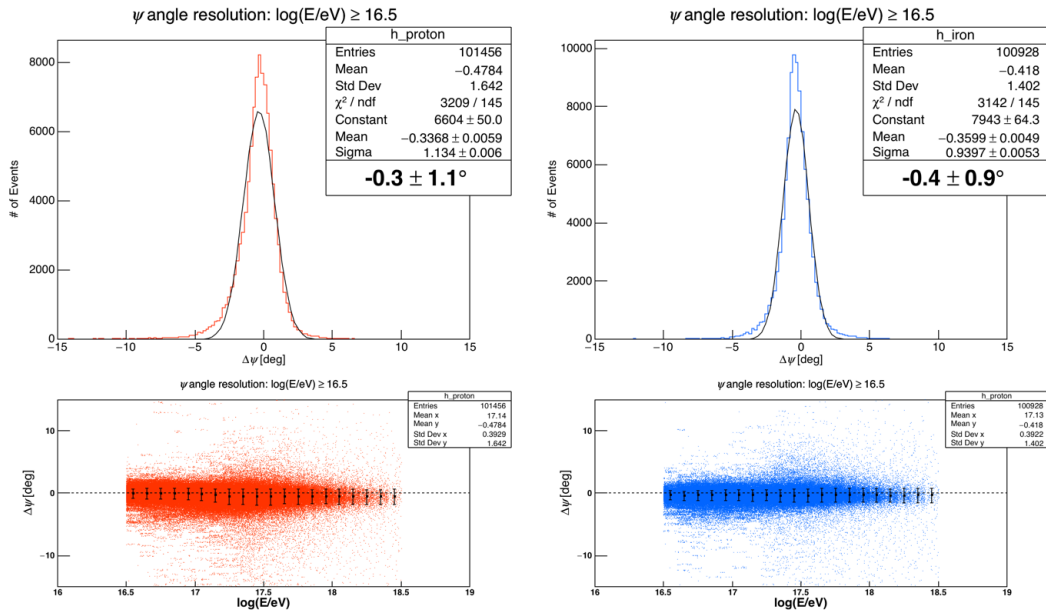 ψ angle resolution: log(E/eV) ≥ 16.5
h_proton
Entries 101456
Mean −0.4784
Std Dev 1.642
χ² / ndf 3209 / 145
Constant 6604 ± 50.0
Mean −0.3368 ± 0.0059
Sigma 1.134 ± 0.006
-0.3 ± 1.1°
# of Events
8000
6000
4000
2000
0
−15 −10 −5 0 5 10 15
Δψ [deg]
ψ angle resolution: log(E/eV) ≥ 16.5
h_iron
Entries 100928
Mean −0.418
Std Dev 1.402
χ² / ndf 3142 / 145
Constant 7943 ± 64.3
Mean −0.3599 ± 0.0049
Sigma 0.9397 ± 0.0053
-0.4 ± 0.9°
# of Events
10000
8000
6000
4000
2000
0
−15 −10 −5 0 5 10 15
Δψ [deg]
ψ angle resolution: log(E/eV) ≥ 16.5
h_proton
Entries 101456
Mean x 17.14
Mean y −0.4784
Std Dev x 0.3929
Std Dev y 1.642
Δψ [deg]
10
0
−10
16 16.5 17 17.5 18 18.5 19
log(E/eV)
ψ angle resolution: log(E/eV) ≥ 16.5
h_proton
Entries 100928
Mean x 17.13
Mean y −0.418
Std Dev x 0.3922
Std Dev y 1.402
Δψ [deg]
10
0
−10
16 16.5 17 17.5 18 18.5 19
log(E/eV)